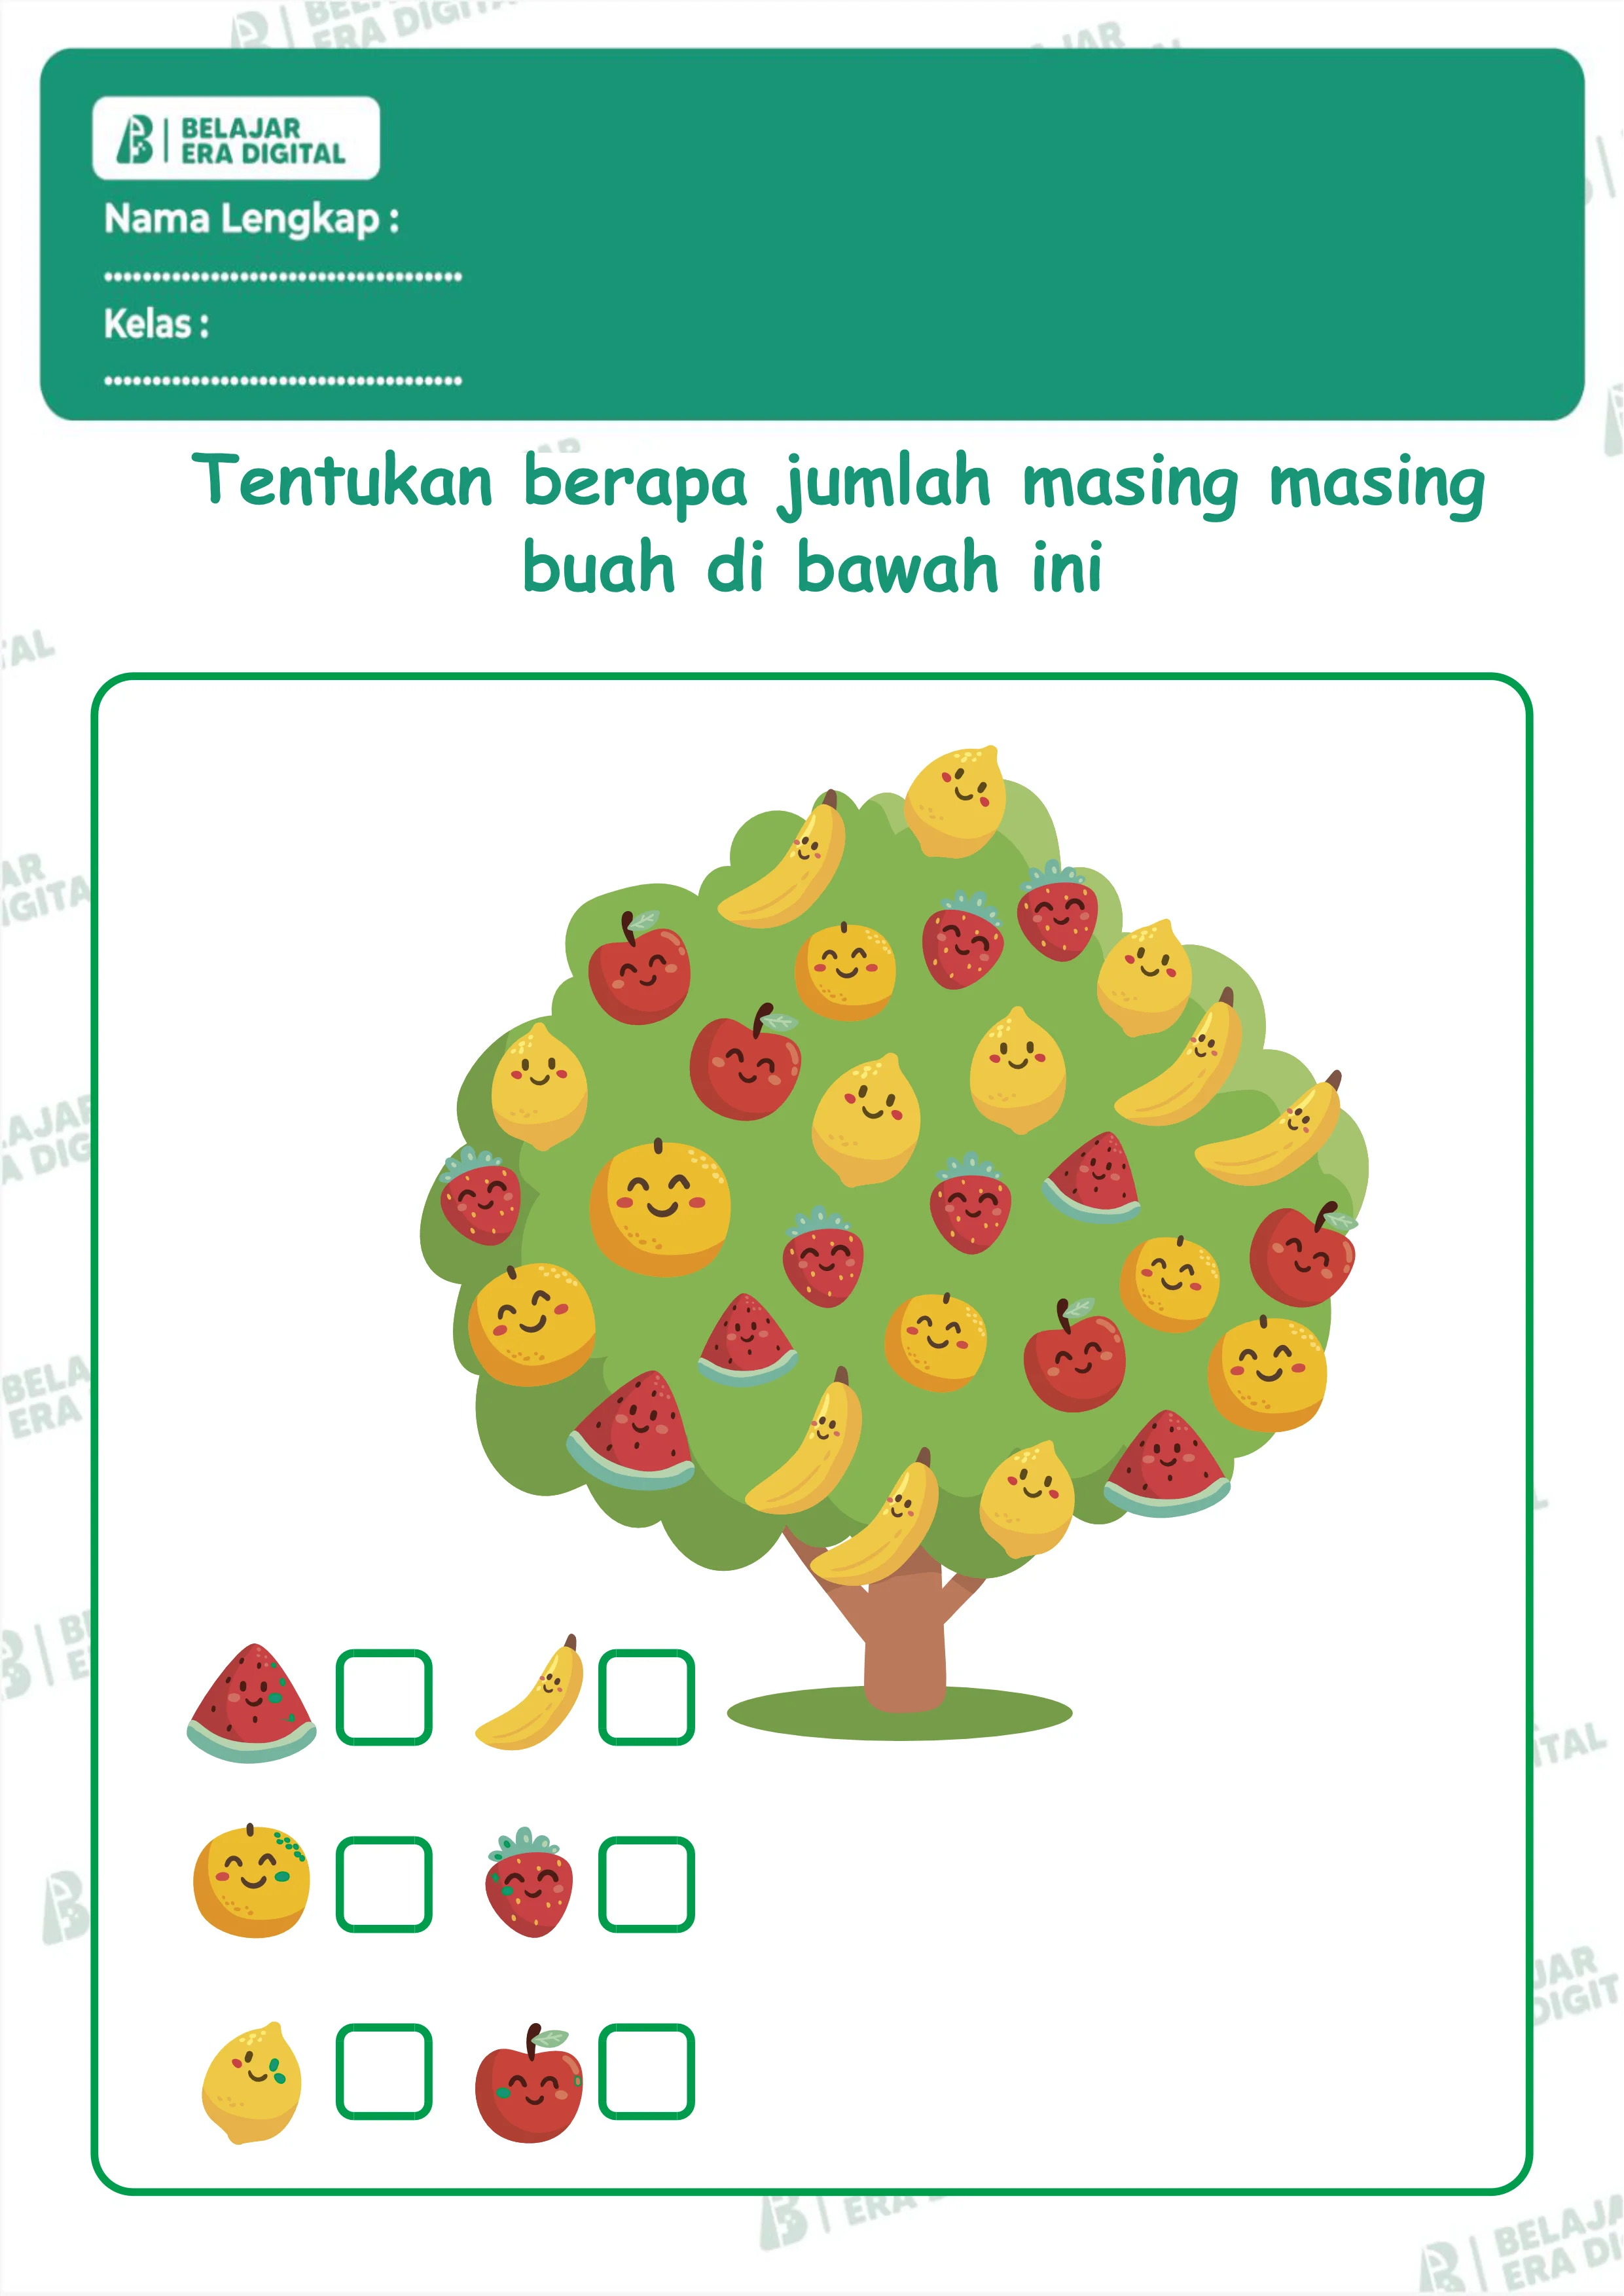 BELAJAR
ERA DIGITAL
Nama Lengkap :
.....................................
Kelas :
.....................................
Tentukan berapa jumlah masing masing
buah di bawah ini